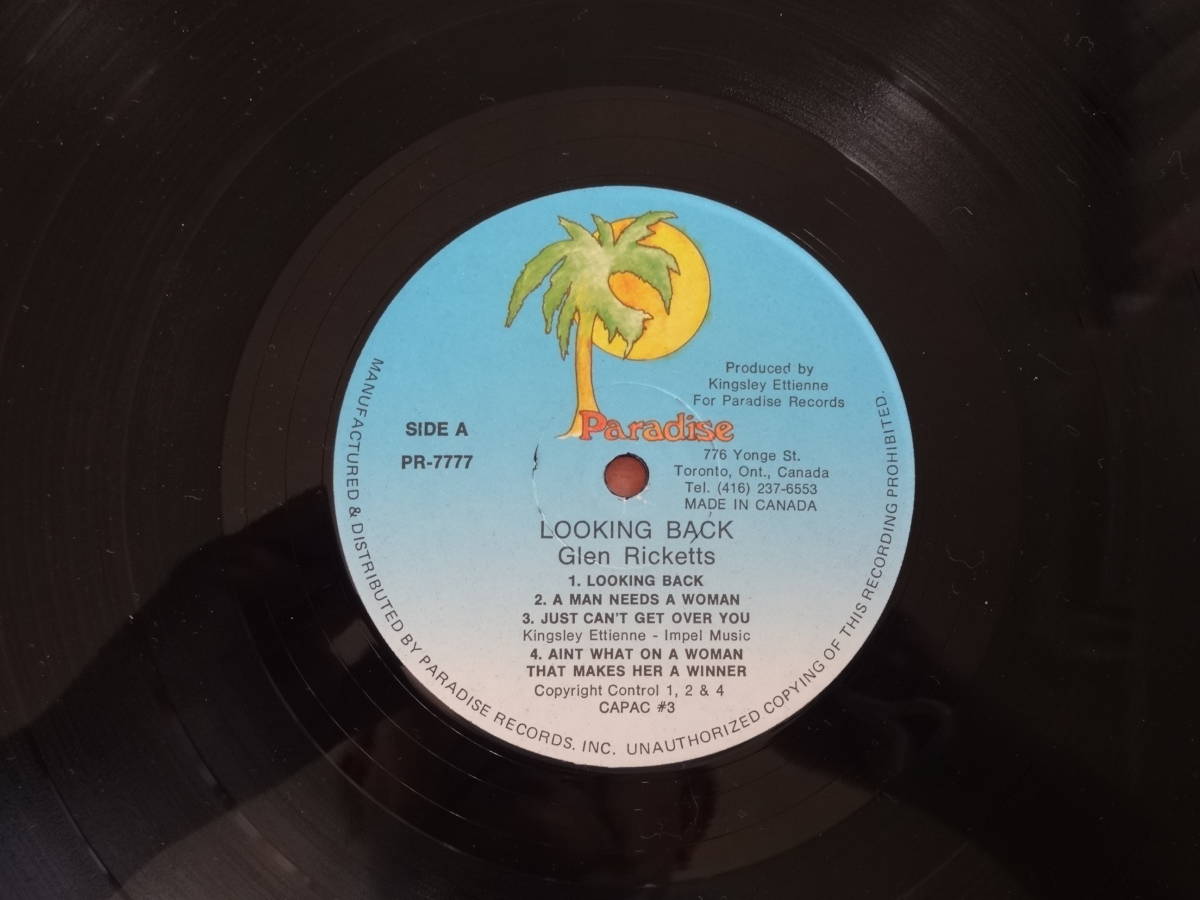 Produced by
Kingsley Ettienne
For Paradise Records
SIDE A
PR-7777
Paradise
776 Yonge St.
Toronto, Ont., Canada
Tel. (416) 237-6553
MADE IN CANADA
LOOKING BACK
Glen Ricketts
1. LOOKING BACK
2. A MAN NEEDS A WOMAN
3. JUST CAN'T GET OVER YOU
Kingsley Ettienne - Impel Music
4. AINT WHAT ON A WOMAN
THAT MAKES HER A WINNER
Copyright Control 1, 2 & 4
CAPAC #3
MANUFACTURED & DISTRIBUTED BY PARADISE RECORDS. INC. UNAUTHORIZED COPYING OF THIS RECORDING PROHIBITED.